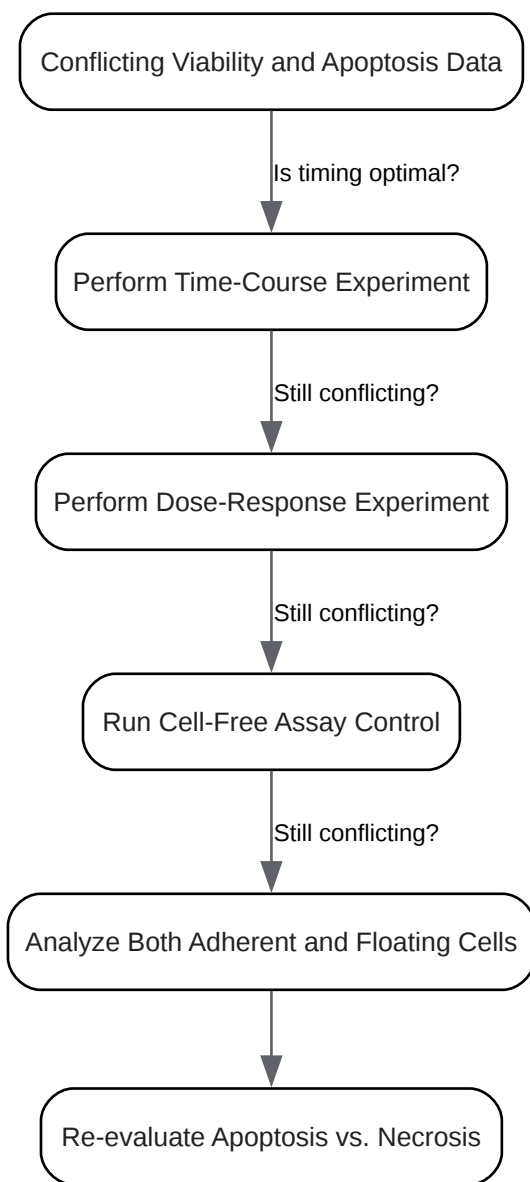 Conflicting Viability and Apoptosis Data
Is timing optimal?
Perform Time-Course Experiment
Still conflicting?
Perform Dose-Response Experiment
Still conflicting?
Run Cell-Free Assay Control
Still conflicting?
Analyze Both Adherent and Floating Cells
Re-evaluate Apoptosis vs. Necrosis